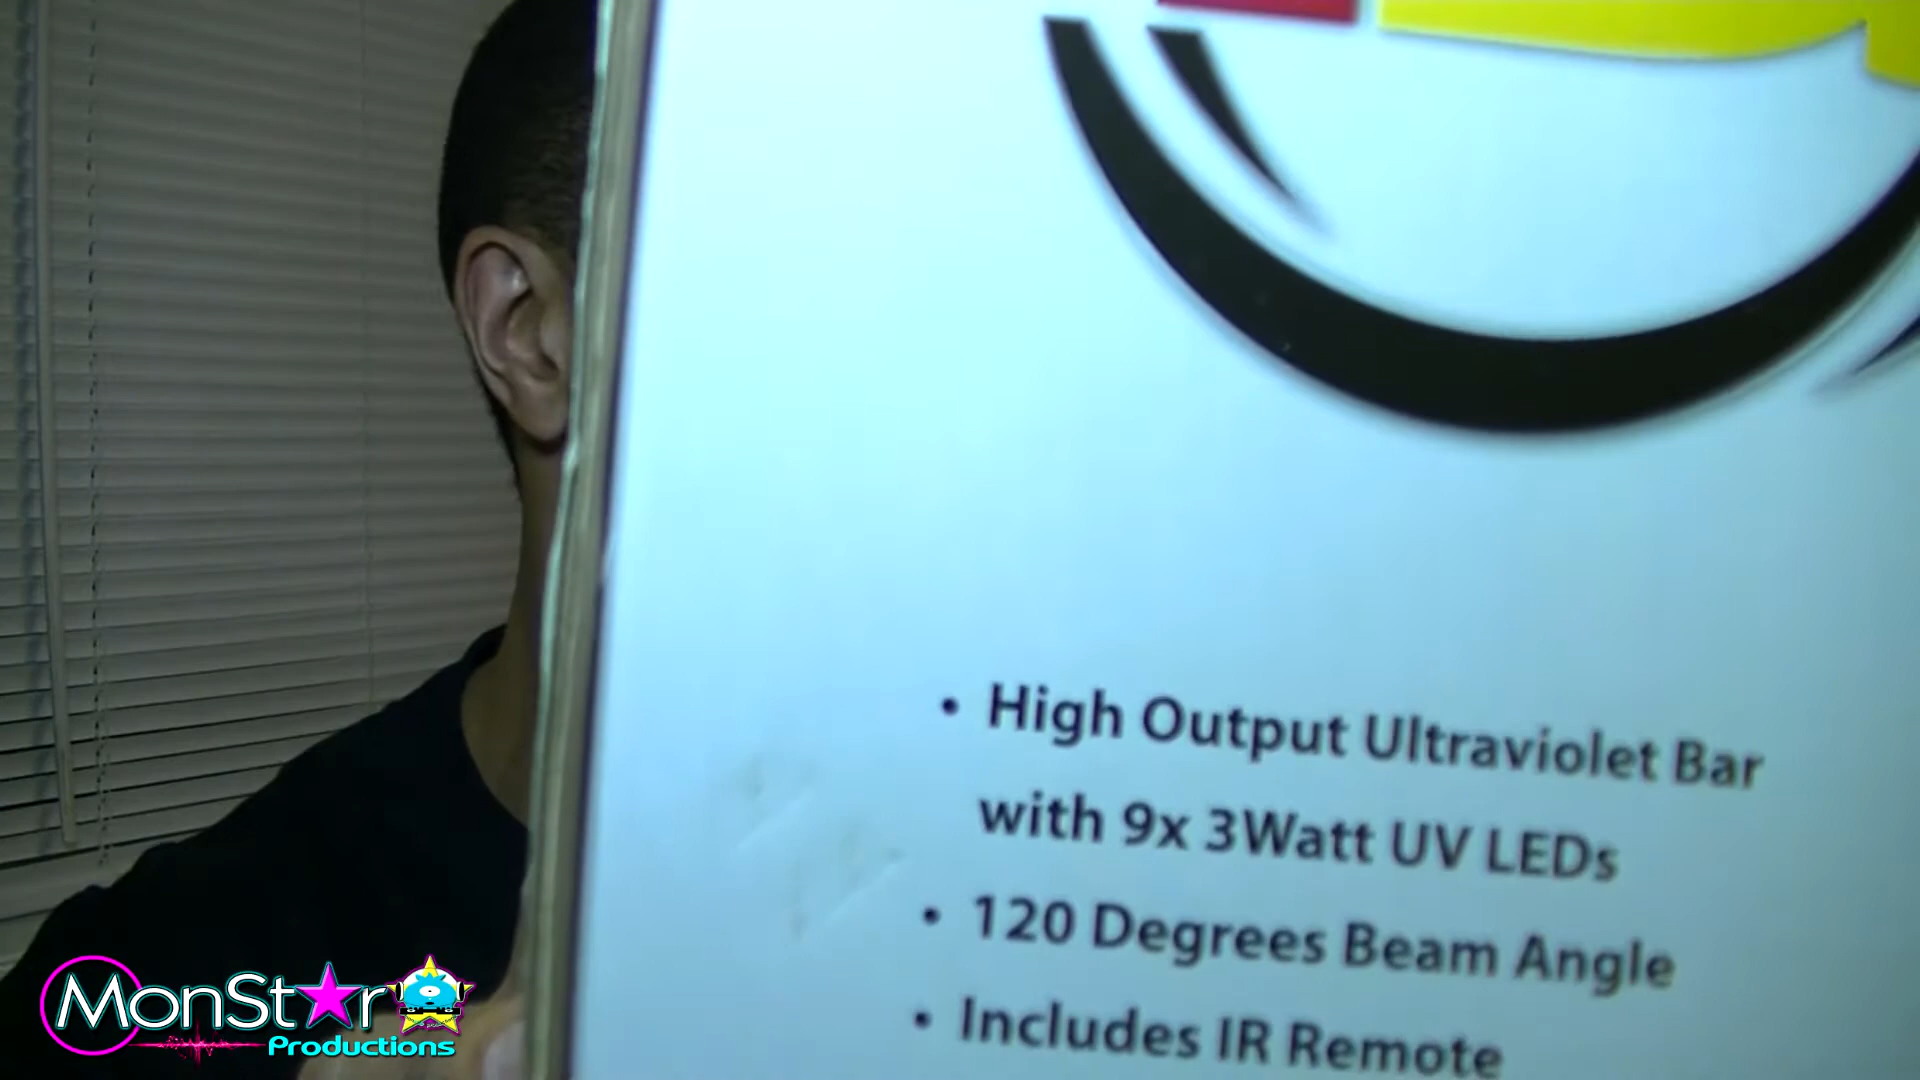 • High Output Ultraviolet Bar
with 9x 3Watt UV LEDs
• 120 Degrees Beam Angle
• Includes IR Remote
MonStar
Productions